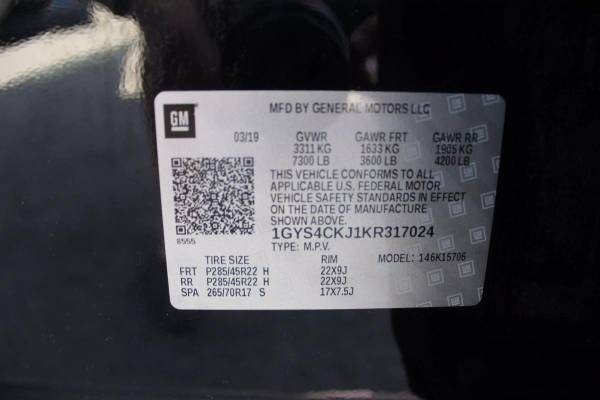 GM
MFD BY GENERAL MOTORS LLC
03/19 GVWR GAWR FRT GAWR RR
3311 KG 1633 KG 1905 KG
7300 LB 3600 LB 4200 LB
THIS VEHICLE CONFORMS TO ALL
APPLICABLE U.S. FEDERAL MOTOR
VEHICLE SAFETY STANDARDS IN EFFECT
ON THE DATE OF MANUFACTURE
SHOWN ABOVE.
1GYS4CKJ1KR317024
8555
TYPE: M.P.V.
TIRE SIZE RIM MODEL: 146K15706
FRT P285/45R22 H 22X9J
RR P285/45R22 H 22X9J
SPA 265/70R17 S 17X7.5J